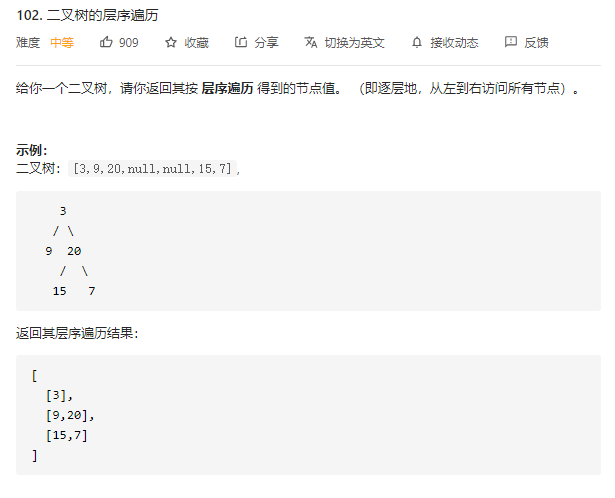 102. 二叉树的层序遍历
难度 中等 909 收藏 分享 切换为英文 接收动态 反馈
给你一个二叉树，请你返回其按 层序遍历 得到的节点值。 （即逐层地，从左到右访问所有节点）。
示例：
二叉树：[3,9,20,null,null,15,7],
3
/ \
9 20
/ \
15 7
返回其层序遍历结果：
[
[3],
[9,20],
[15,7]
]